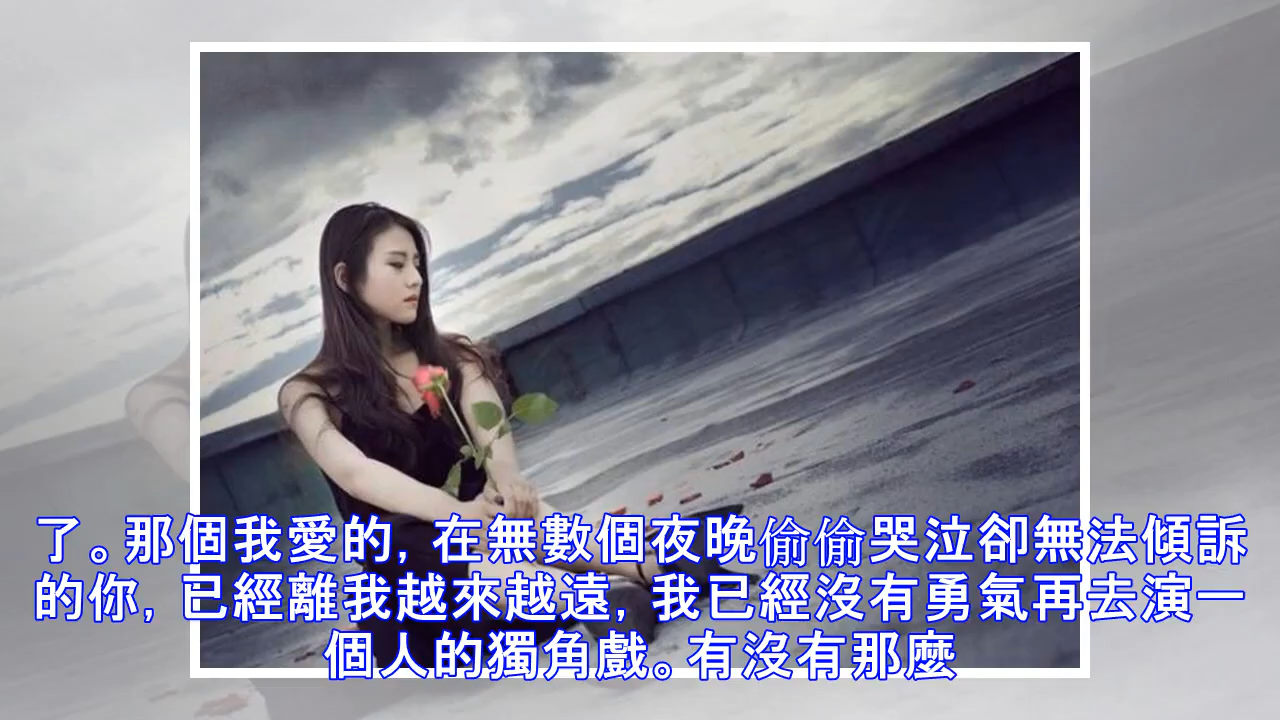 了。那個我愛的,在無數個夜晚偷偷哭泣卻無法傾訴
的你,已經離我越來越遠,我已經沒有勇氣再去演一
個人的獨角戲。有沒有那麼